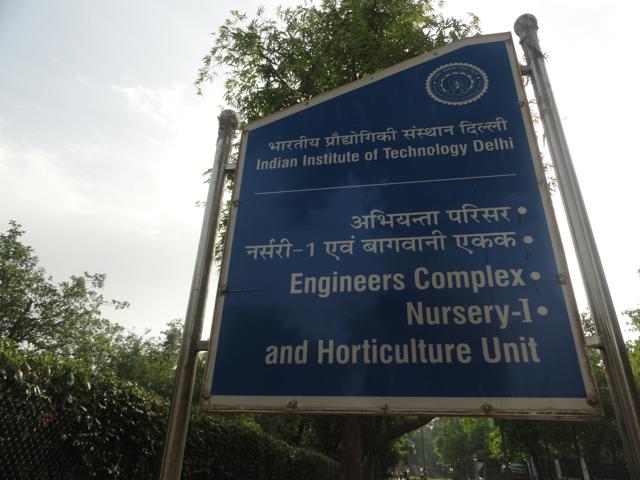 भारतीय प्रौद्योगिकी संस्थान दिल्ली
Indian Institute of Technology Delhi
अभियन्ता परिसर •
नर्सरी-1 एवं बागवानी एकक •
Engineers Complex •
Nursery-I •
and Horticulture Unit